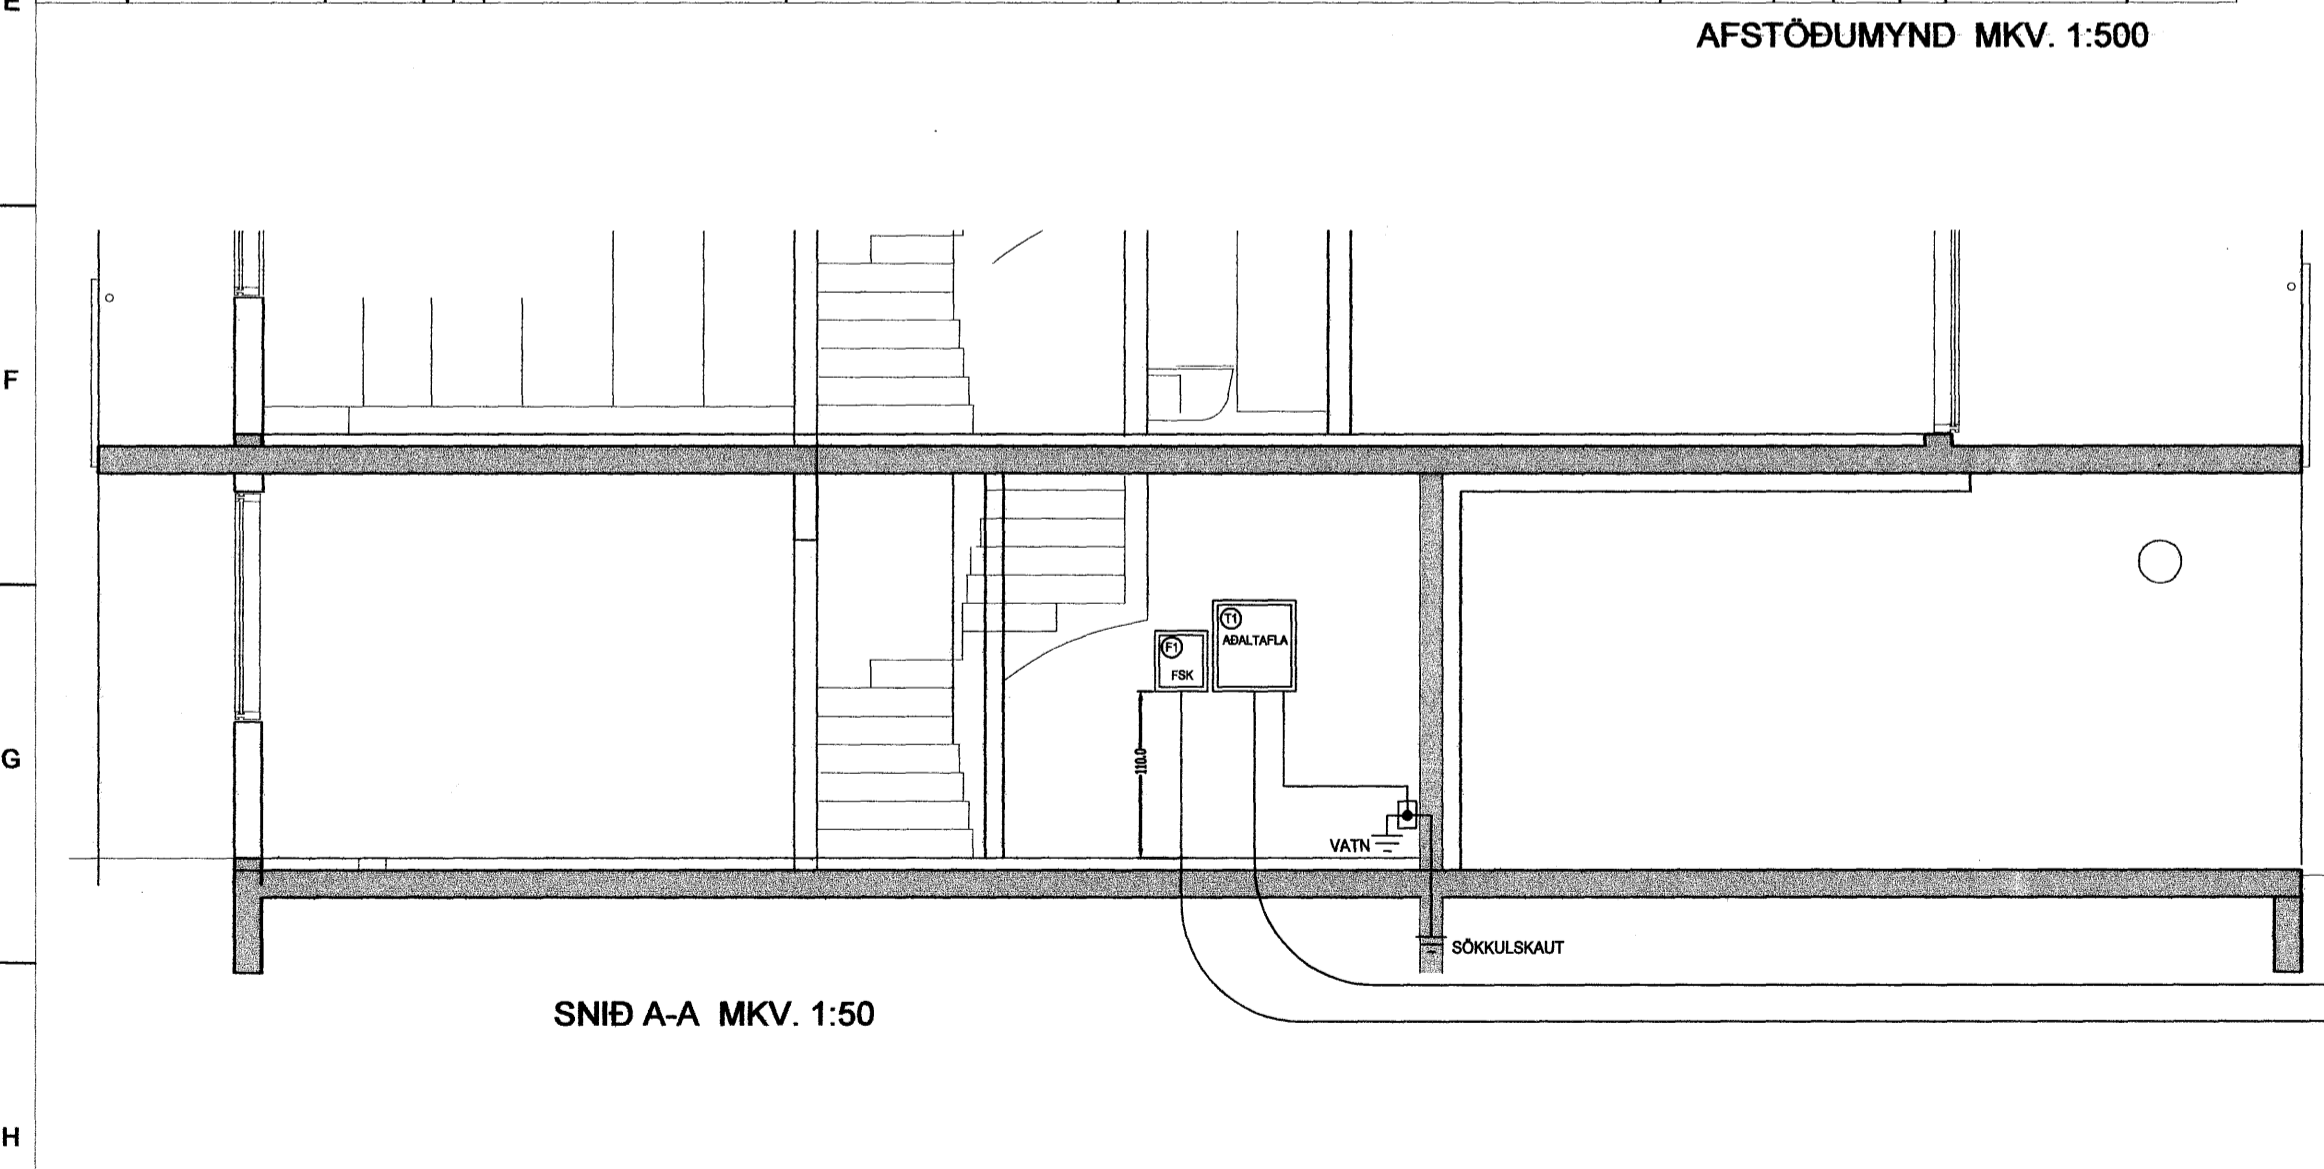 E
AFSTÖÐUMYND MKV. 1:500
F
T1
AÐALTAFLA
F1
FSK
110.0
G
VATN
SÖKKULSKAUT
SNIÐ A-A MKV. 1:50
H